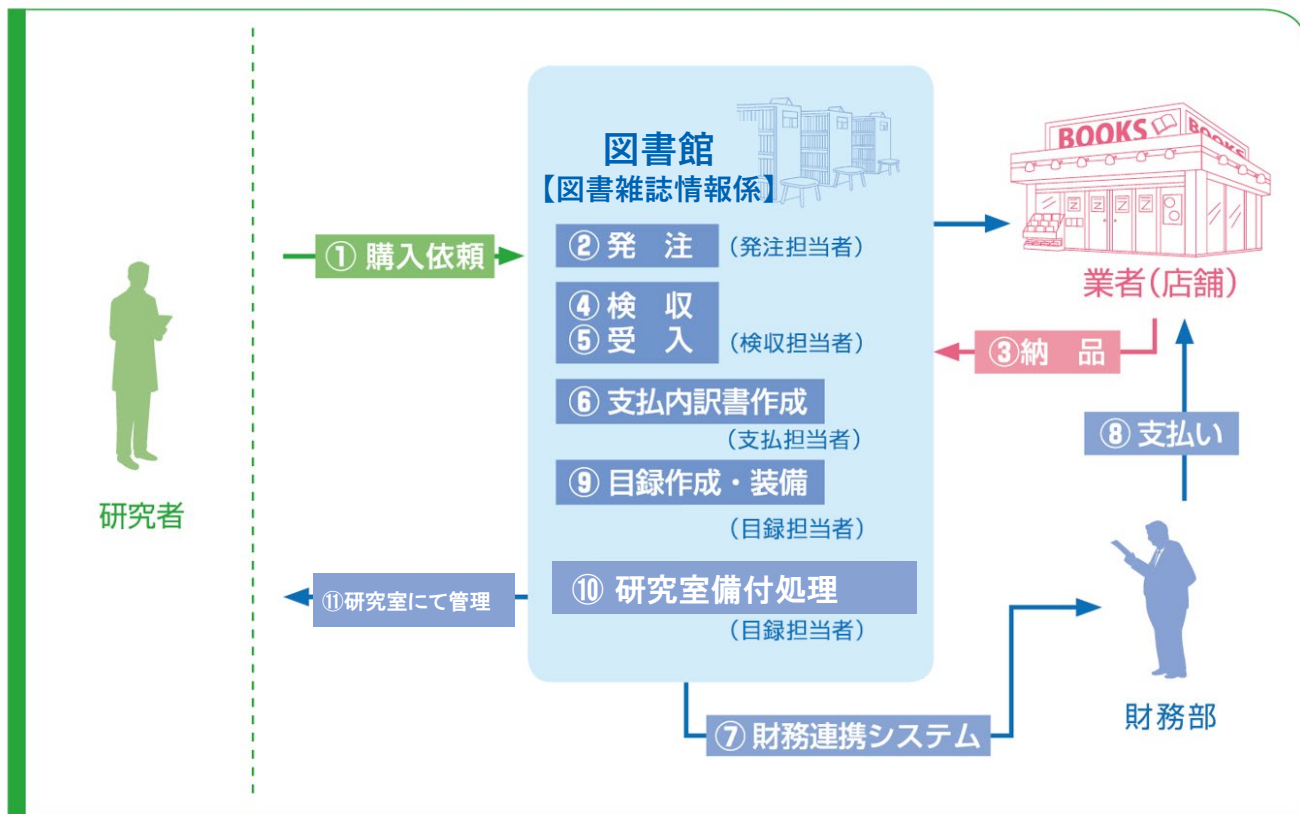 図書館
【図書雑誌情報係】
BOOKS
BOOKS
① 購入依頼
② 発 注
(発注担当者)
業者(店舗)
④ 検 収
⑤ 受 入
(検収担当者)
③納 品
⑥ 支払内訳書作成
(支払担当者)
⑧ 支払い
⑨ 目録作成・装備
(目録担当者)
研究者
⑪研究室にて管理
⑩ 研究室備付処理
(目録担当者)
⑦ 財務連携システム
財務部